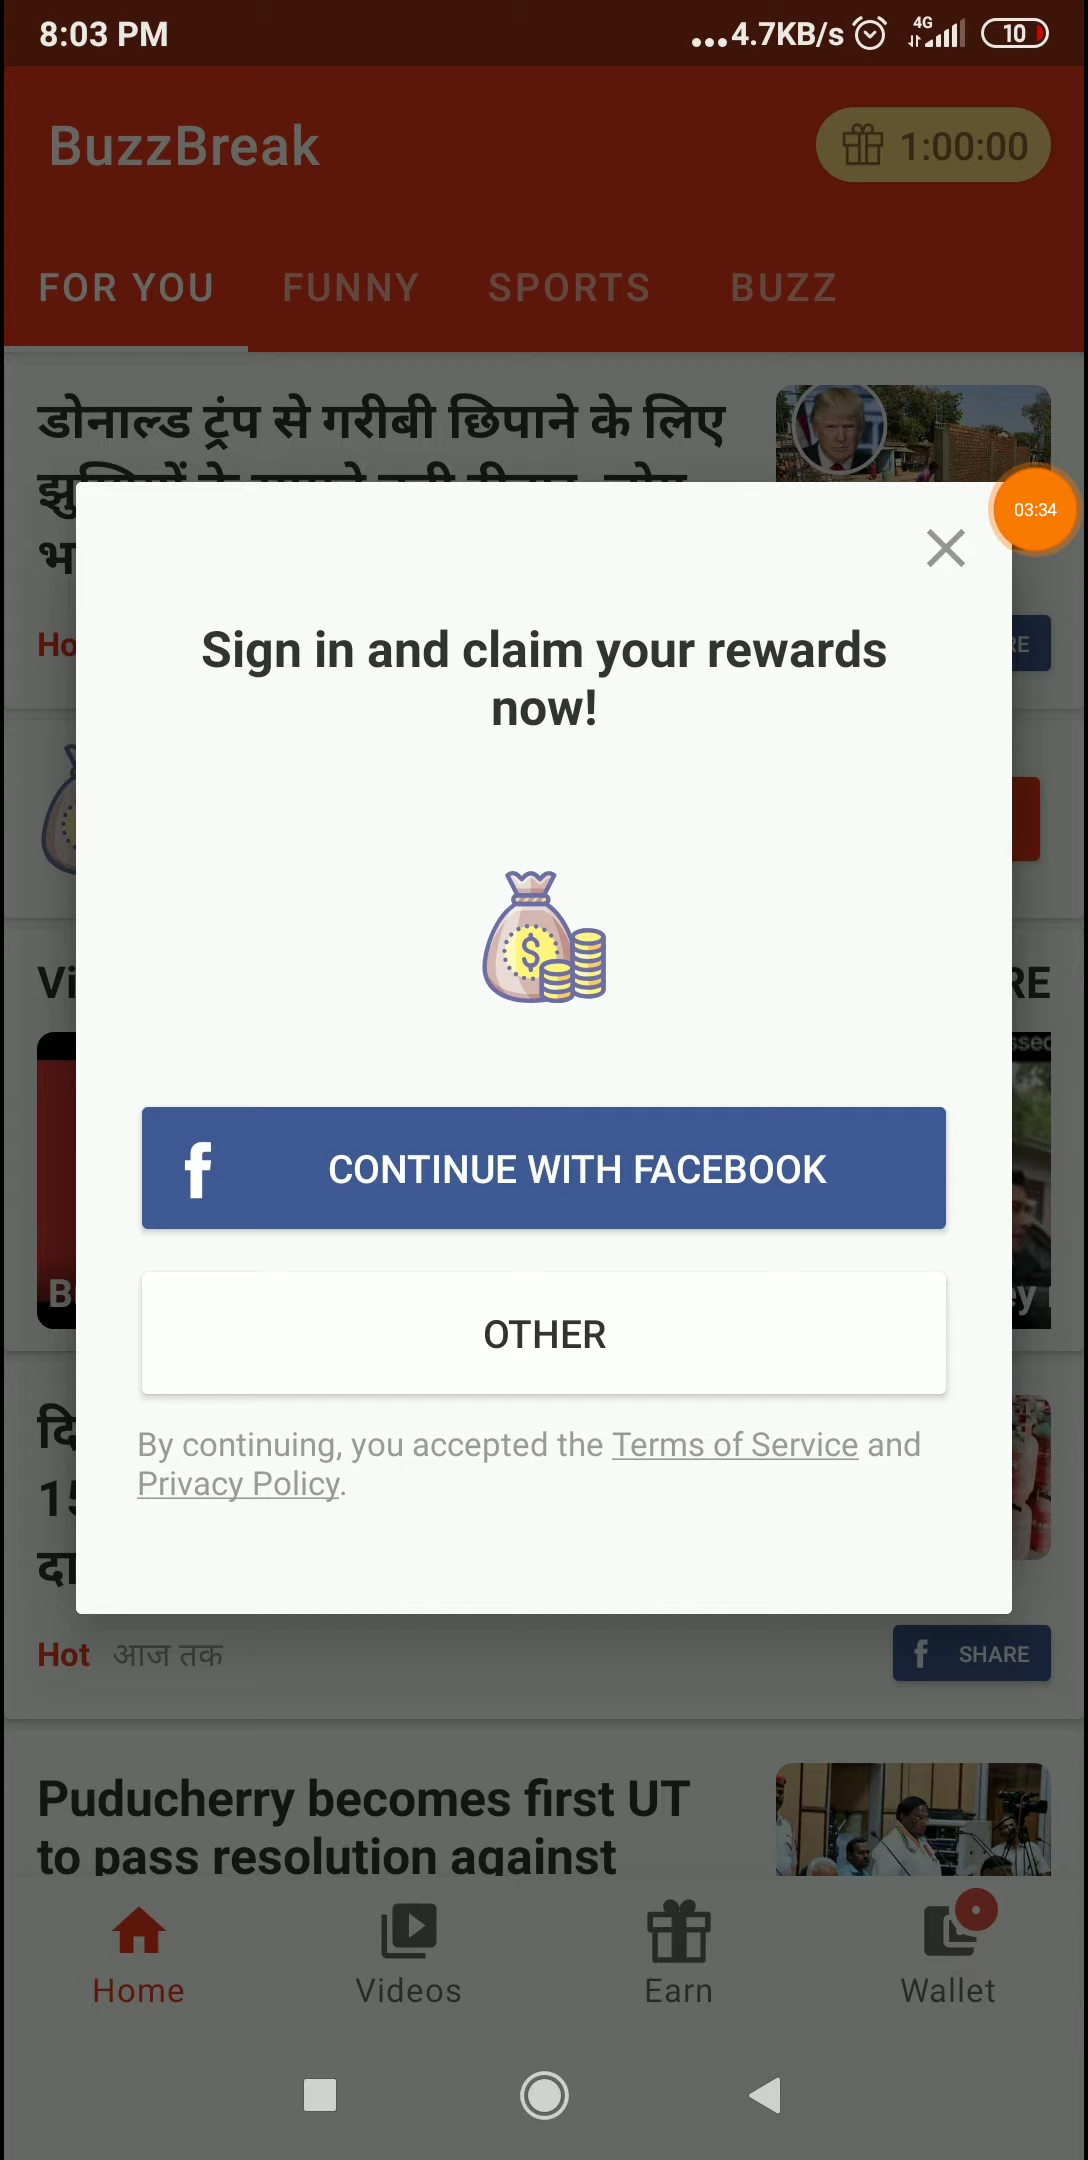 8:03 PM
4.7KB/s
4G
10
BuzzBreak
1:00:00
FOR YOU
FUNNY
SPORTS
BUZZ
डोनाल्ड ट्रंप से गरीबी छिपाने के लिए
03:34
Sign in and claim your rewards
now!
CONTINUE WITH FACEBOOK
OTHER
By continuing, you accepted the Terms of Service and
Privacy Policy.
Hot आज तक
SHARE
Puducherry becomes first UT
to pass resolution against
Home
Videos
Earn
Wallet